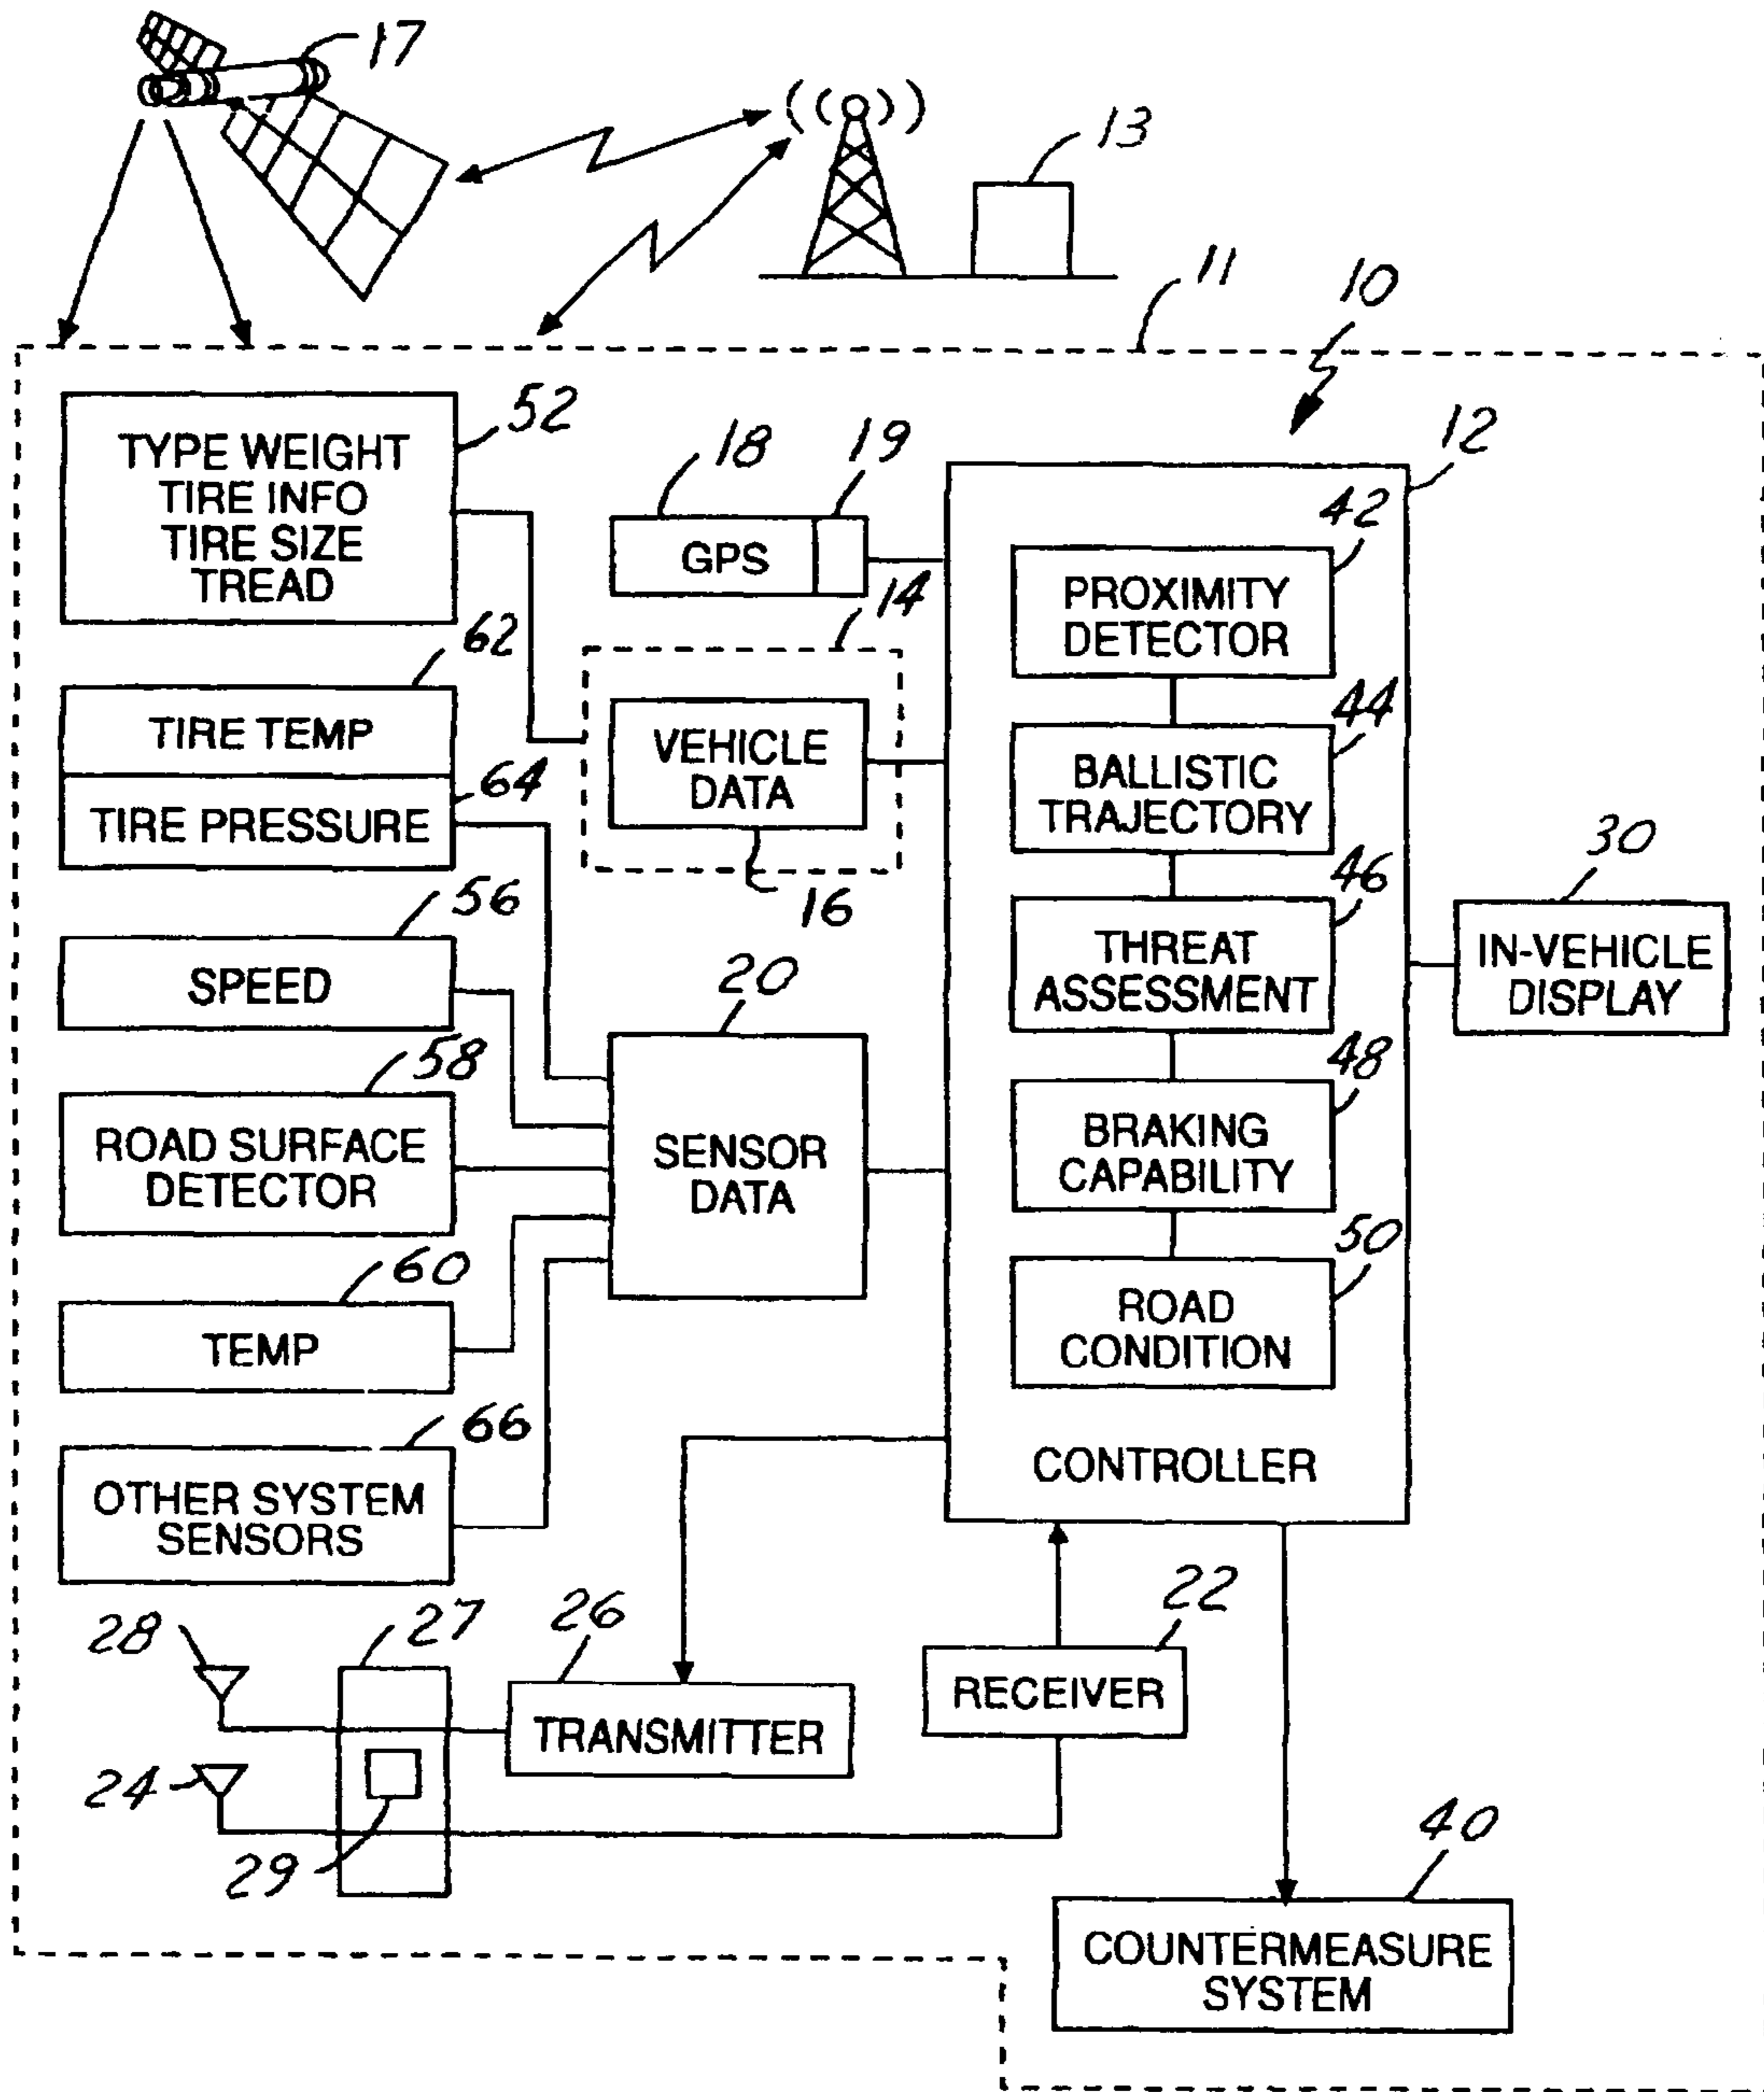 17
13
11
10
52
TYPE WEIGHT
TIRE INFO
TIRE SIZE
TREAD
18
19
GPS
12
42
PROXIMITY
DETECTOR
14
62
TIRE TEMP
64
TIRE PRESSURE
VEHICLE
DATA
16
44
BALLISTIC
TRAJECTORY
46
THREAT
ASSESSMENT
30
IN-VEHICLE
DISPLAY
56
SPEED
20
SENSOR
DATA
48
BRAKING
CAPABILITY
58
ROAD SURFACE
DETECTOR
50
ROAD
CONDITION
60
TEMP
CONTROLLER
66
OTHER SYSTEM
SENSORS
28
27
26
TRANSMITTER
22
RECEIVER
24
29
40
COUNTERMEASURE
SYSTEM